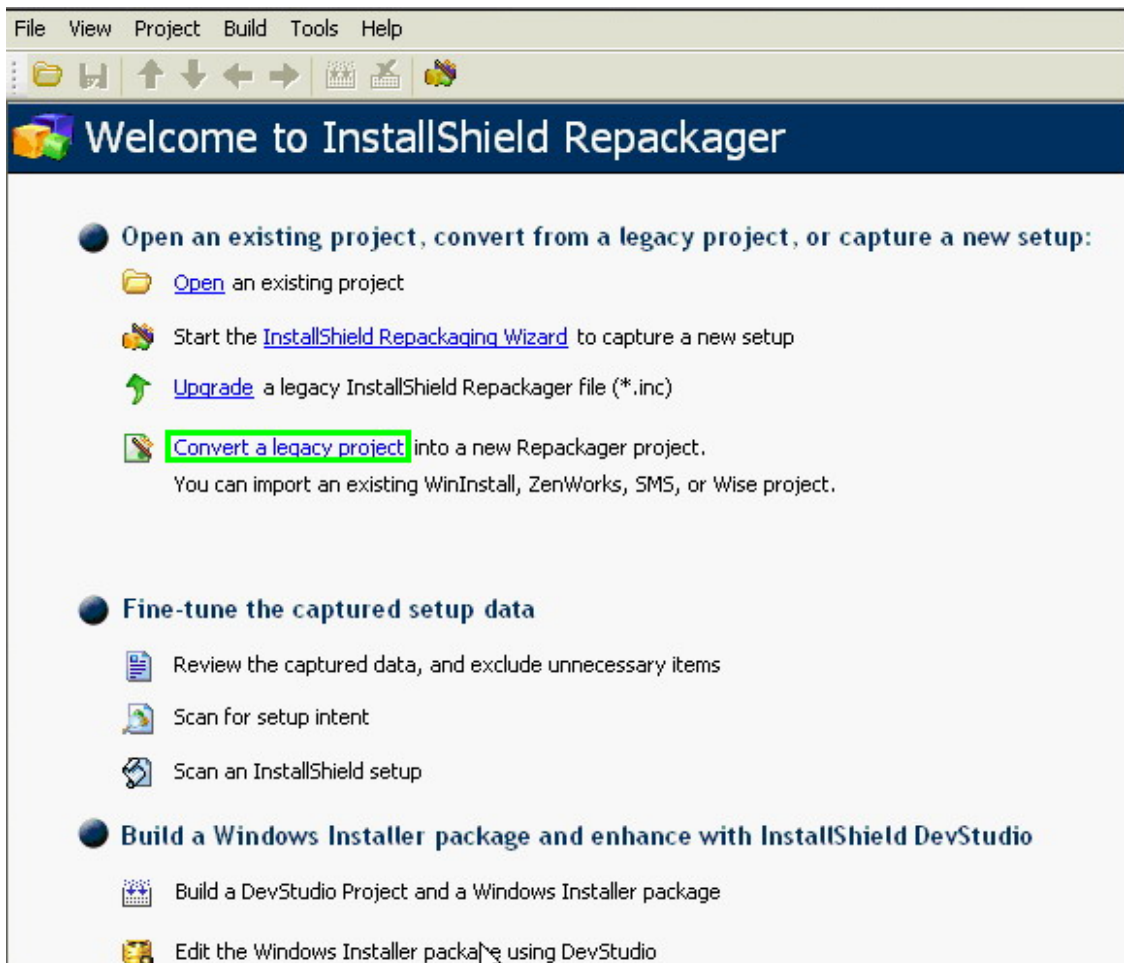 File View Project Build Tools Help
Welcome to InstallShield Repackager
Open an existing project, convert from a legacy project, or capture a new setup:
Open an existing project
Start the InstallShield Repackaging Wizard to capture a new setup
Upgrade a legacy InstallShield Repackager file (*.inc)
Convert a legacy project into a new Repackager project.
You can import an existing WinInstall, ZenWorks, SMS, or Wise project.
Fine-tune the captured setup data
Review the captured data, and exclude unnecessary items
Scan for setup intent
Scan an InstallShield setup
Build a Windows Installer package and enhance with InstallShield DevStudio
Build a DevStudio Project and a Windows Installer package
Edit the Windows Installer package using DevStudio